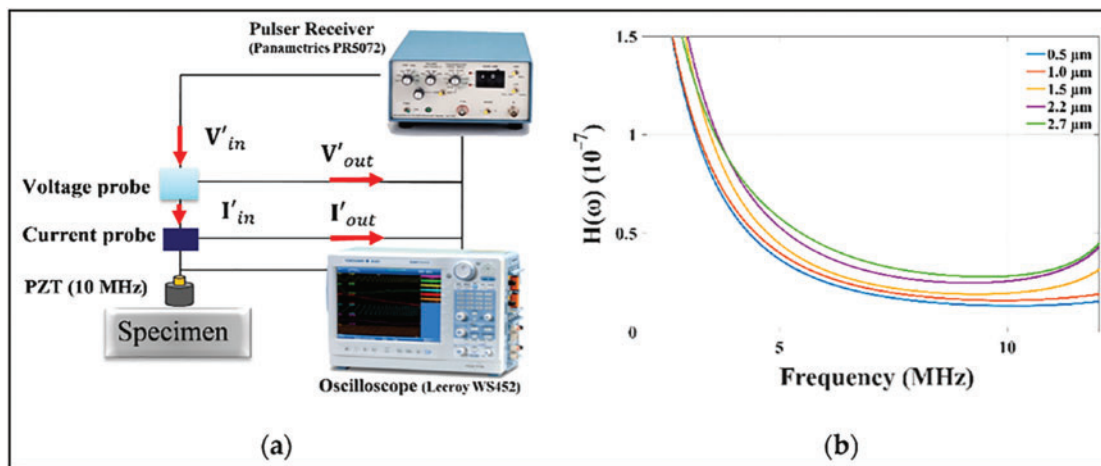 Pulser Receiver
(Panametrics PR5072)
V′in
V′out
Voltage probe
I′in
I′out
Current probe
PZT (10 MHz)
Specimen
Oscilloscope (Leeroy WS452)
(a)
H(ω) (10⁻⁷)
1.5
1
0.5
0
5
10
Frequency (MHz)
0.5 μm
1.0 μm
1.5 μm
2.2 μm
2.7 μm
(b)